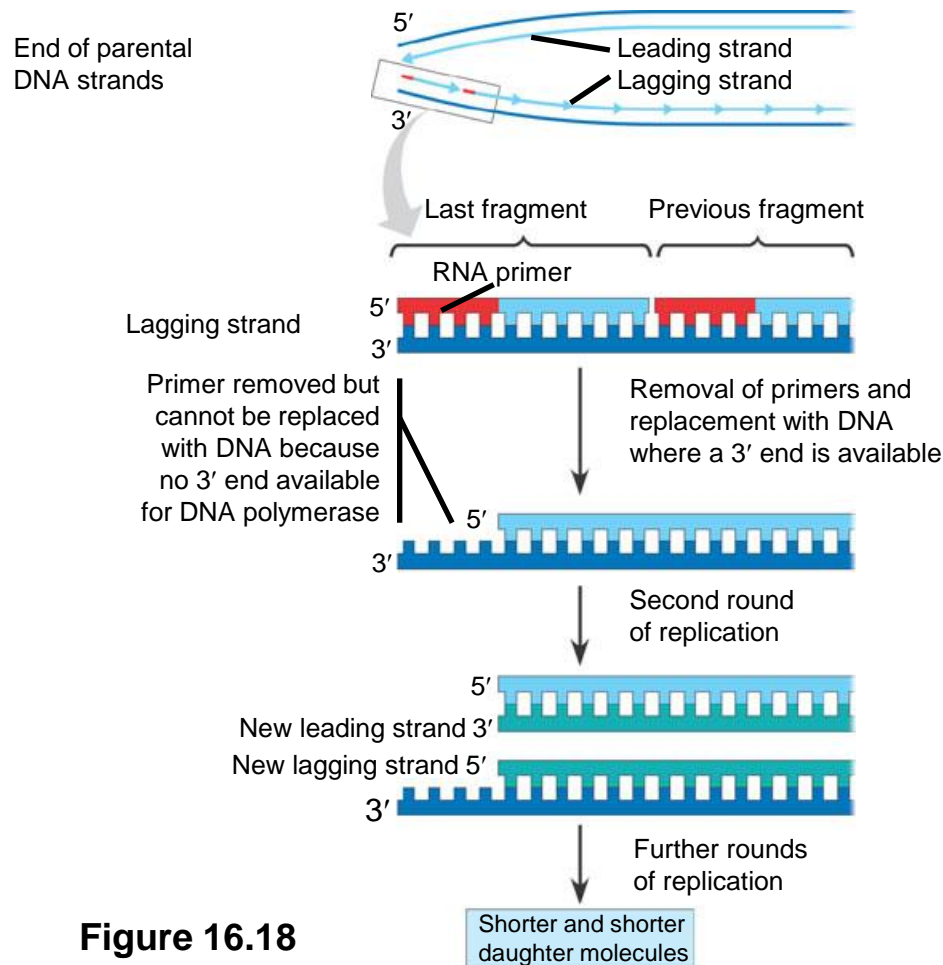 5′
End of parental
DNA strands
Leading strand
Lagging strand
3′
Last fragment
Previous fragment
RNA primer
5′
Lagging strand
3′
Primer removed but
cannot be replaced
with DNA because
no 3′ end available
for DNA polymerase
Removal of primers and
replacement with DNA
where a 3′ end is available
5′
3′
Second round
of replication
5′
New leading strand 3′
New lagging strand 5′
3′
Further rounds
of replication
Shorter and shorter
daughter molecules
Figure 16.18